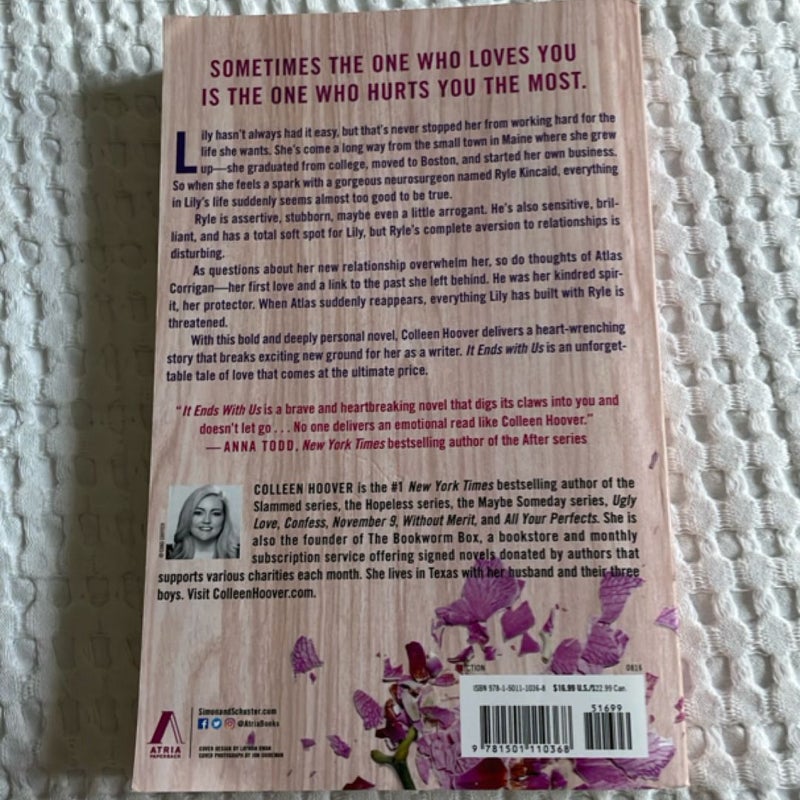 SOMETIMES THE ONE WHO LOVES YOU
IS THE ONE WHO HURTS YOU THE MOST.
Lily hasn't always had it easy, but that's never stopped her from working hard for the
life she wants. She's come a long way from the small town in Maine where she grew
up—she graduated from college, moved to Boston, and started her own business.
So when she feels a spark with a gorgeous neurosurgeon named Ryle Kincaid, everything
in Lily's life suddenly seems almost too good to be true.
Ryle is assertive, stubborn, maybe even a little arrogant. He's also sensitive, bril-
liant, and has a total soft spot for Lily, but Ryle's complete aversion to relationships is
disturbing.
As questions about her new relationship overwhelm her, so do thoughts of Atlas
Corrigan—her first love and a link to the past she left behind. He was her kindred spir-
it, her protector. When Atlas suddenly reappears, everything Lily has built with Ryle is
threatened.
With this bold and deeply personal novel, Colleen Hoover delivers a heart-wrenching
story that breaks exciting new ground for her as a writer. It Ends with Us is an unforget-
table tale of love that comes at the ultimate price.
"It Ends With Us is a brave and heartbreaking novel that digs its claws into you and
doesn't let go . . . No one delivers an emotional read like Colleen Hoover."
—ANNA TODD, New York Times bestselling author of the After series
COLLEEN HOOVER is the #1 New York Times bestselling author of the
Slammed series, the Hopeless series, the Maybe Someday series, Ugly
Love, Confess, November 9, Without Merit, and All Your Perfects. She is
also the founder of The Bookworm Box, a bookstore and monthly
subscription service offering signed novels donated by authors that
supports various charities each month. She lives in Texas with her husband and their three
boys. Visit ColleenHoover.com.
CTION 0816
ISBN 978-1-5011-1036-8 $16.99 U.S./$22.99 Can.
51699
9 781501 110368
SimonandSchuster.com
@AtriaBooks
ATRIA
PAPERBACK
COVER DESIGN BY LAYWAN KWAN
COVER PHOTOGRAPH BY JON SHIREMAN